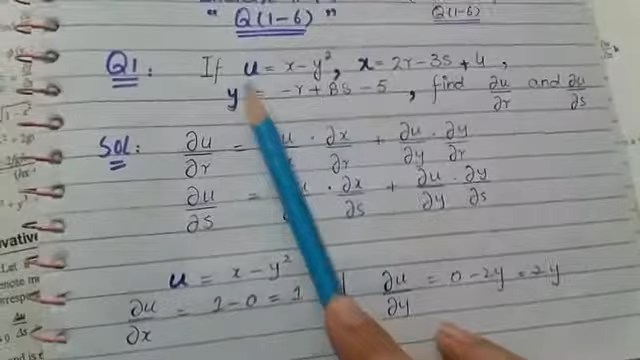 " Q(1-6) "
Q(1-6)
Q1: If u = x - y², x = 2r - 3s + 4,
y = -r + 8s - 5, find ∂u/∂r and ∂u/∂s
Sol: ∂u/∂r = · ∂x/∂r + ∂u/∂y · ∂y/∂r
∂u/∂s = · ∂x/∂s + ∂u/∂y · ∂y/∂s
u = x - y²
∂u/∂x = 1 - 0 = 1 | ∂u/∂y = 0 - 2y = 2y